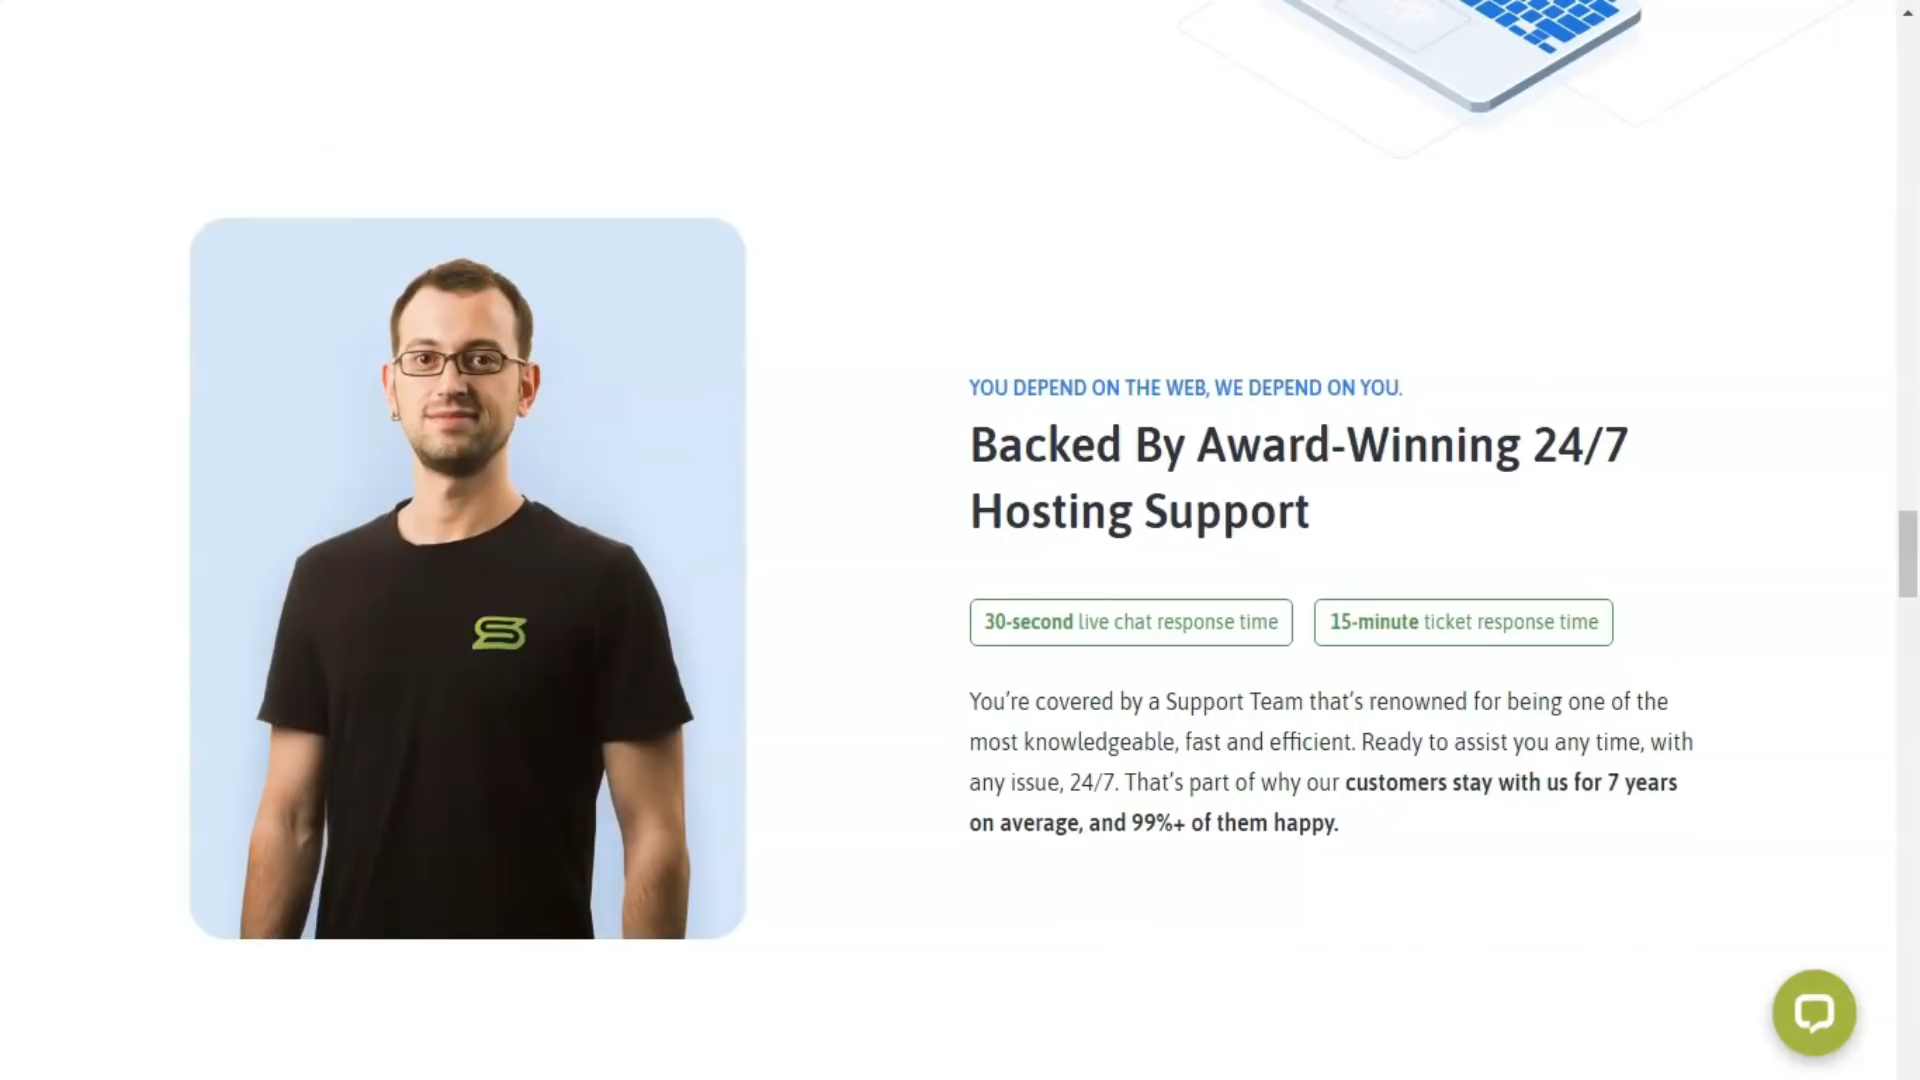 YOU DEPEND ON THE WEB, WE DEPEND ON YOU.
Backed By Award-Winning 24/7
Hosting Support
30-second live chat response time
15-minute ticket response time
You’re covered by a Support Team that’s renowned for being one of the
most knowledgeable, fast and efficient. Ready to assist you any time, with
any issue, 24/7. That’s part of why our customers stay with us for 7 years
on average, and 99%+ of them happy.